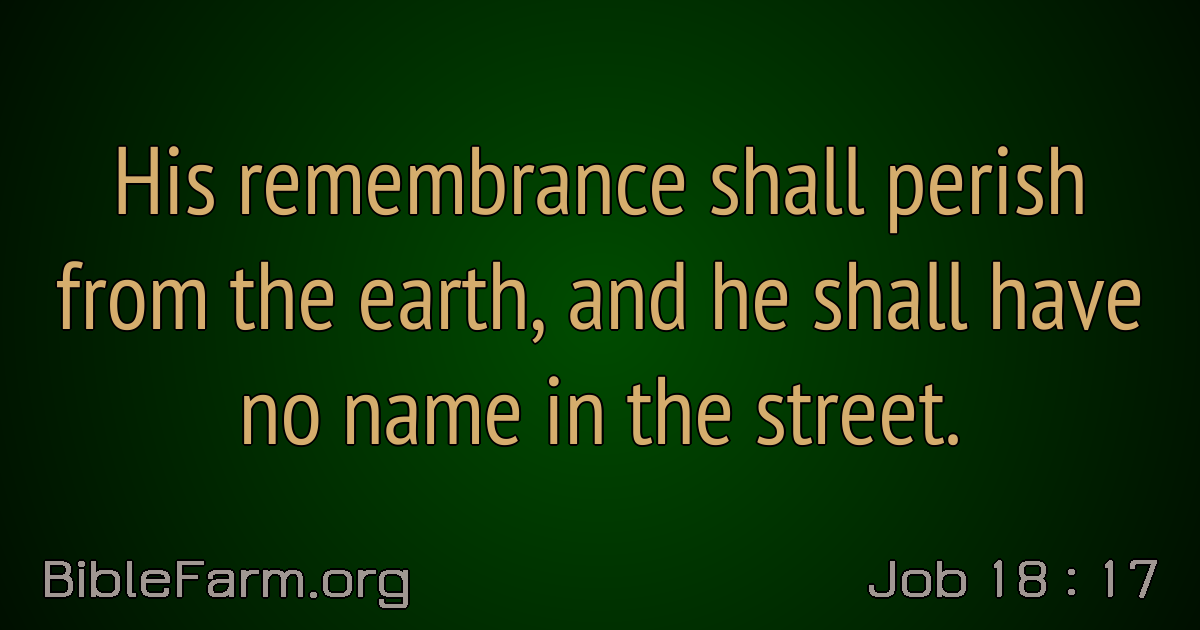 His remembrance shall perish
from the earth, and he shall have
no name in the street.
BibleFarm.org
Job 18 : 17